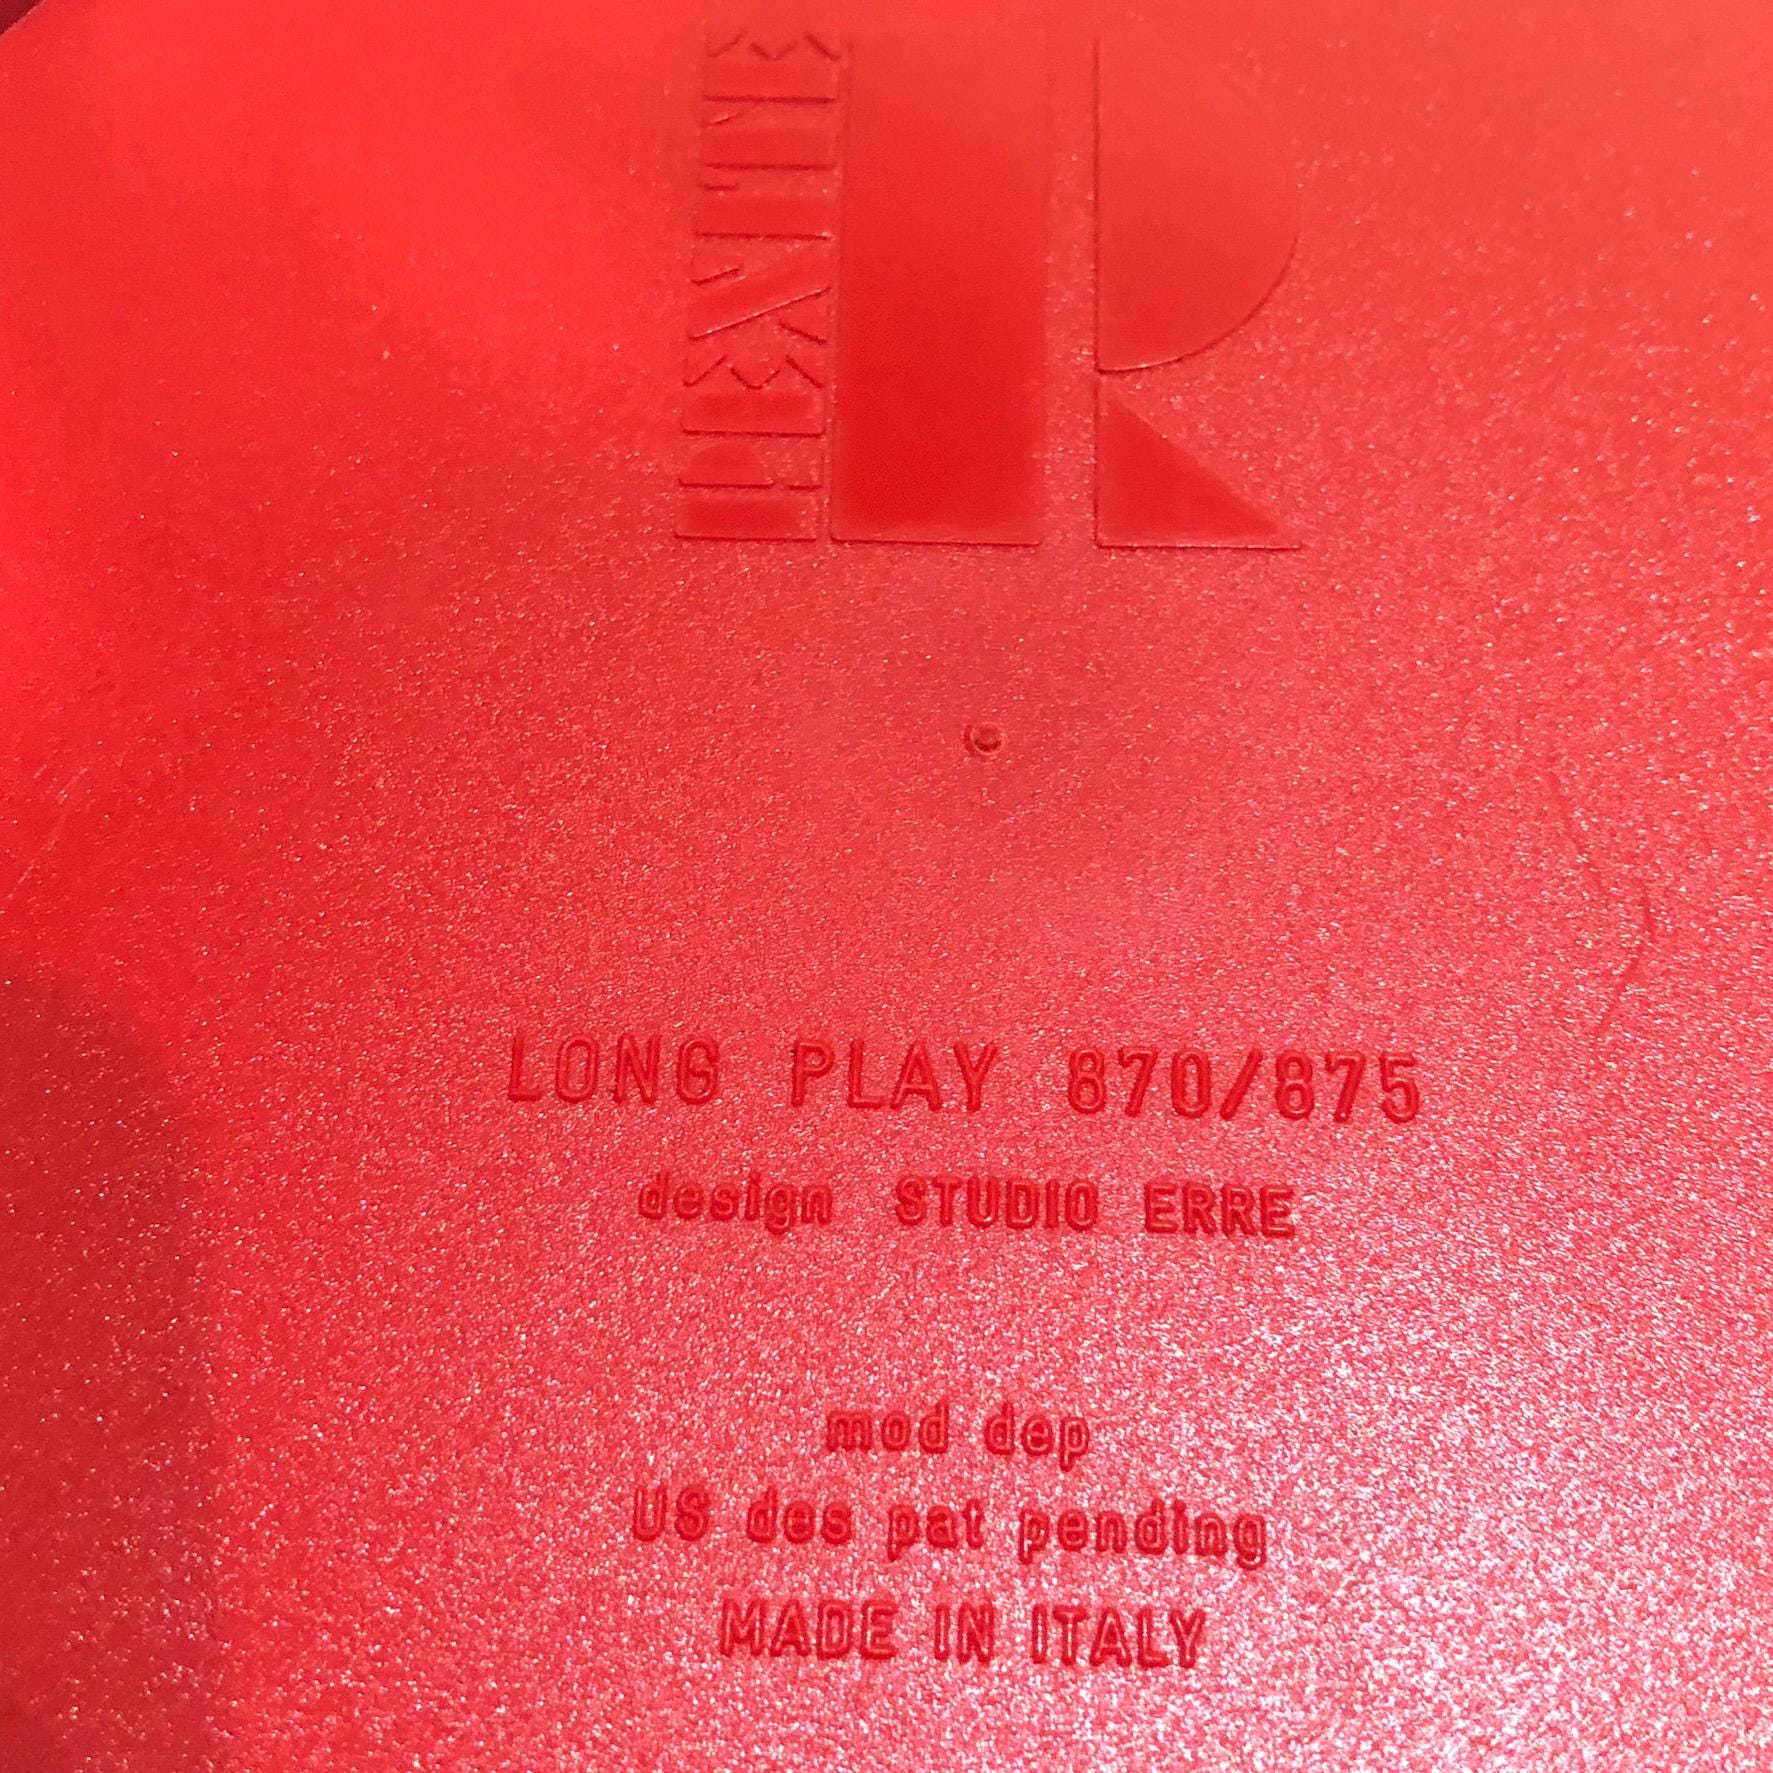 LONG PLAY 870/875
design STUDIO ERRE
mod dep
US des pat pending
MADE IN ITALY